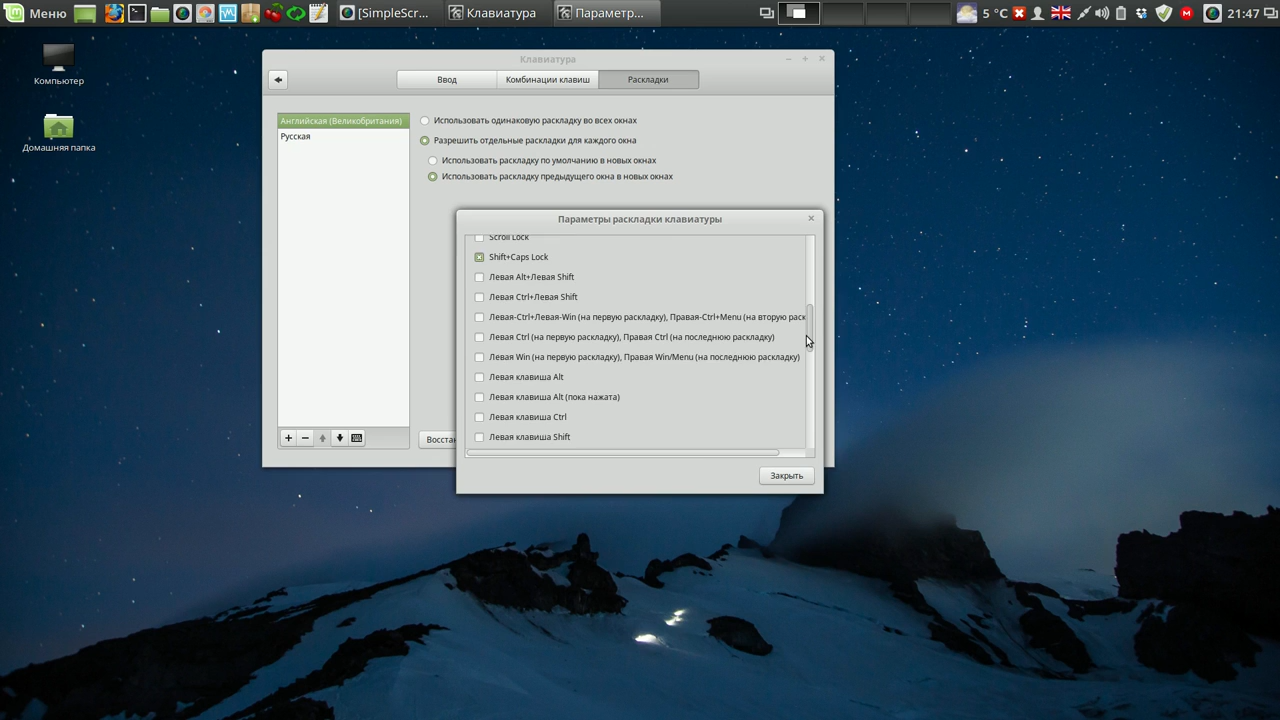 Меню
[SimpleScr...
Клавиатура
Параметр...
5 °C
21:47
Компьютер
Домашняя папка
Клавиатура
Ввод
Комбинации клавиш
Раскладки
Английская (Великобритания)
Русская
Использовать одинаковую раскладку во всех окнах
Разрешить отдельные раскладки для каждого окна
Использовать раскладку по умолчанию в новых окнах
Использовать раскладку предыдущего окна в новых окнах
Восстан
Параметры раскладки клавиатуры
Scroll Lock
Shift+Caps Lock
Левая Alt+Левая Shift
Левая Ctrl+Левая Shift
Левая-Ctrl+Левая-Win (на первую раскладку), Правая-Ctrl+Menu (на вторую раск
Левая Ctrl (на первую раскладку), Правая Ctrl (на последнюю раскладку)
Левая Win (на первую раскладку), Правая Win/Menu (на последнюю раскладку)
Левая клавиша Alt
Левая клавиша Alt (пока нажата)
Левая клавиша Ctrl
Левая клавиша Shift
Закрыть